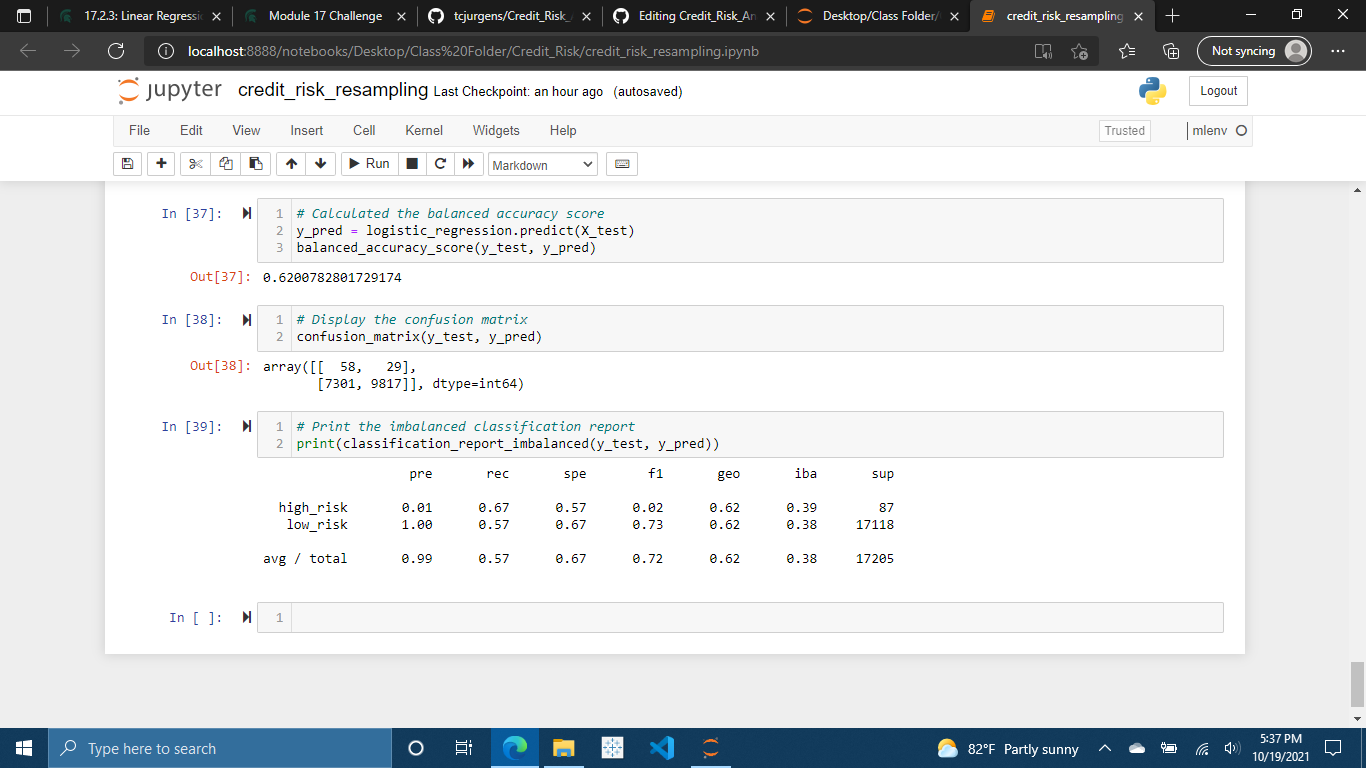 17.2.3: Linear Regressi
Module 17 Challenge
tcjurgens/Credit_Risk_
Editing Credit_Risk_An
Desktop/Class Folder/
credit_risk_resampling
localhost:8888/notebooks/Desktop/Class%20Folder/Credit_Risk/credit_risk_resampling.ipynb
Not syncing
jupyter credit_risk_resampling Last Checkpoint: an hour ago (autosaved)
Logout
File Edit View Insert Cell Kernel Widgets Help
Trusted
mlenv
Run
Markdown
In [37]:
1 # Calculated the balanced accuracy score
2 y_pred = logistic_regression.predict(X_test)
3 balanced_accuracy_score(y_test, y_pred)
Out[37]: 0.6200782801729174
In [38]:
1 # Display the confusion matrix
2 confusion_matrix(y_test, y_pred)
Out[38]: array([[ 58, 29],
[7301, 9817]], dtype=int64)
In [39]:
1 # Print the imbalanced classification report
2 print(classification_report_imbalanced(y_test, y_pred))
pre rec spe f1 geo iba sup
high_risk 0.01 0.67 0.57 0.02 0.62 0.39 87
low_risk 1.00 0.57 0.67 0.73 0.62 0.38 17118
avg / total 0.99 0.57 0.67 0.72 0.62 0.38 17205
In [ ]:
1
Type here to search
82°F Partly sunny
5:37 PM
10/19/2021